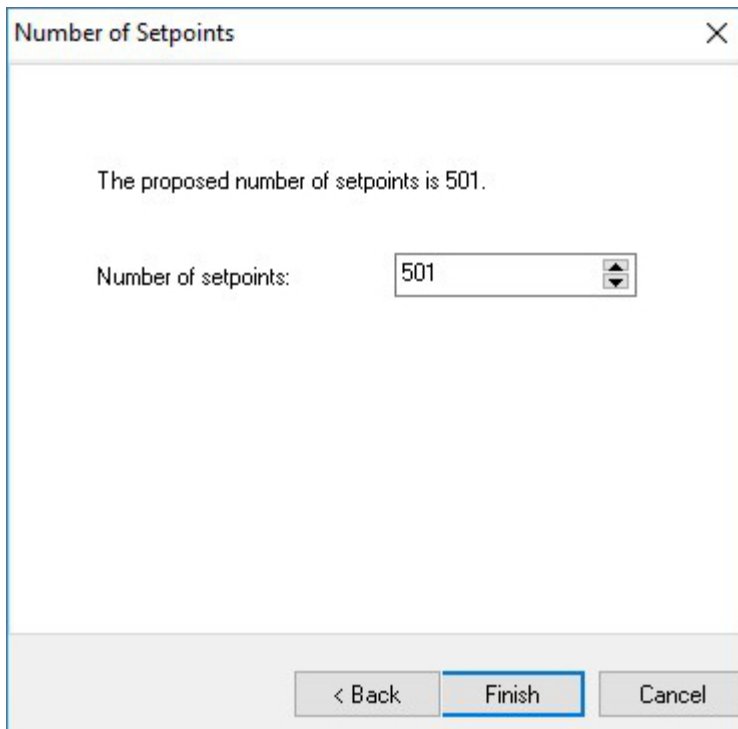 Number of Setpoints
The proposed number of setpoints is 501.
Number of setpoints: 501
< Back Finish Cancel